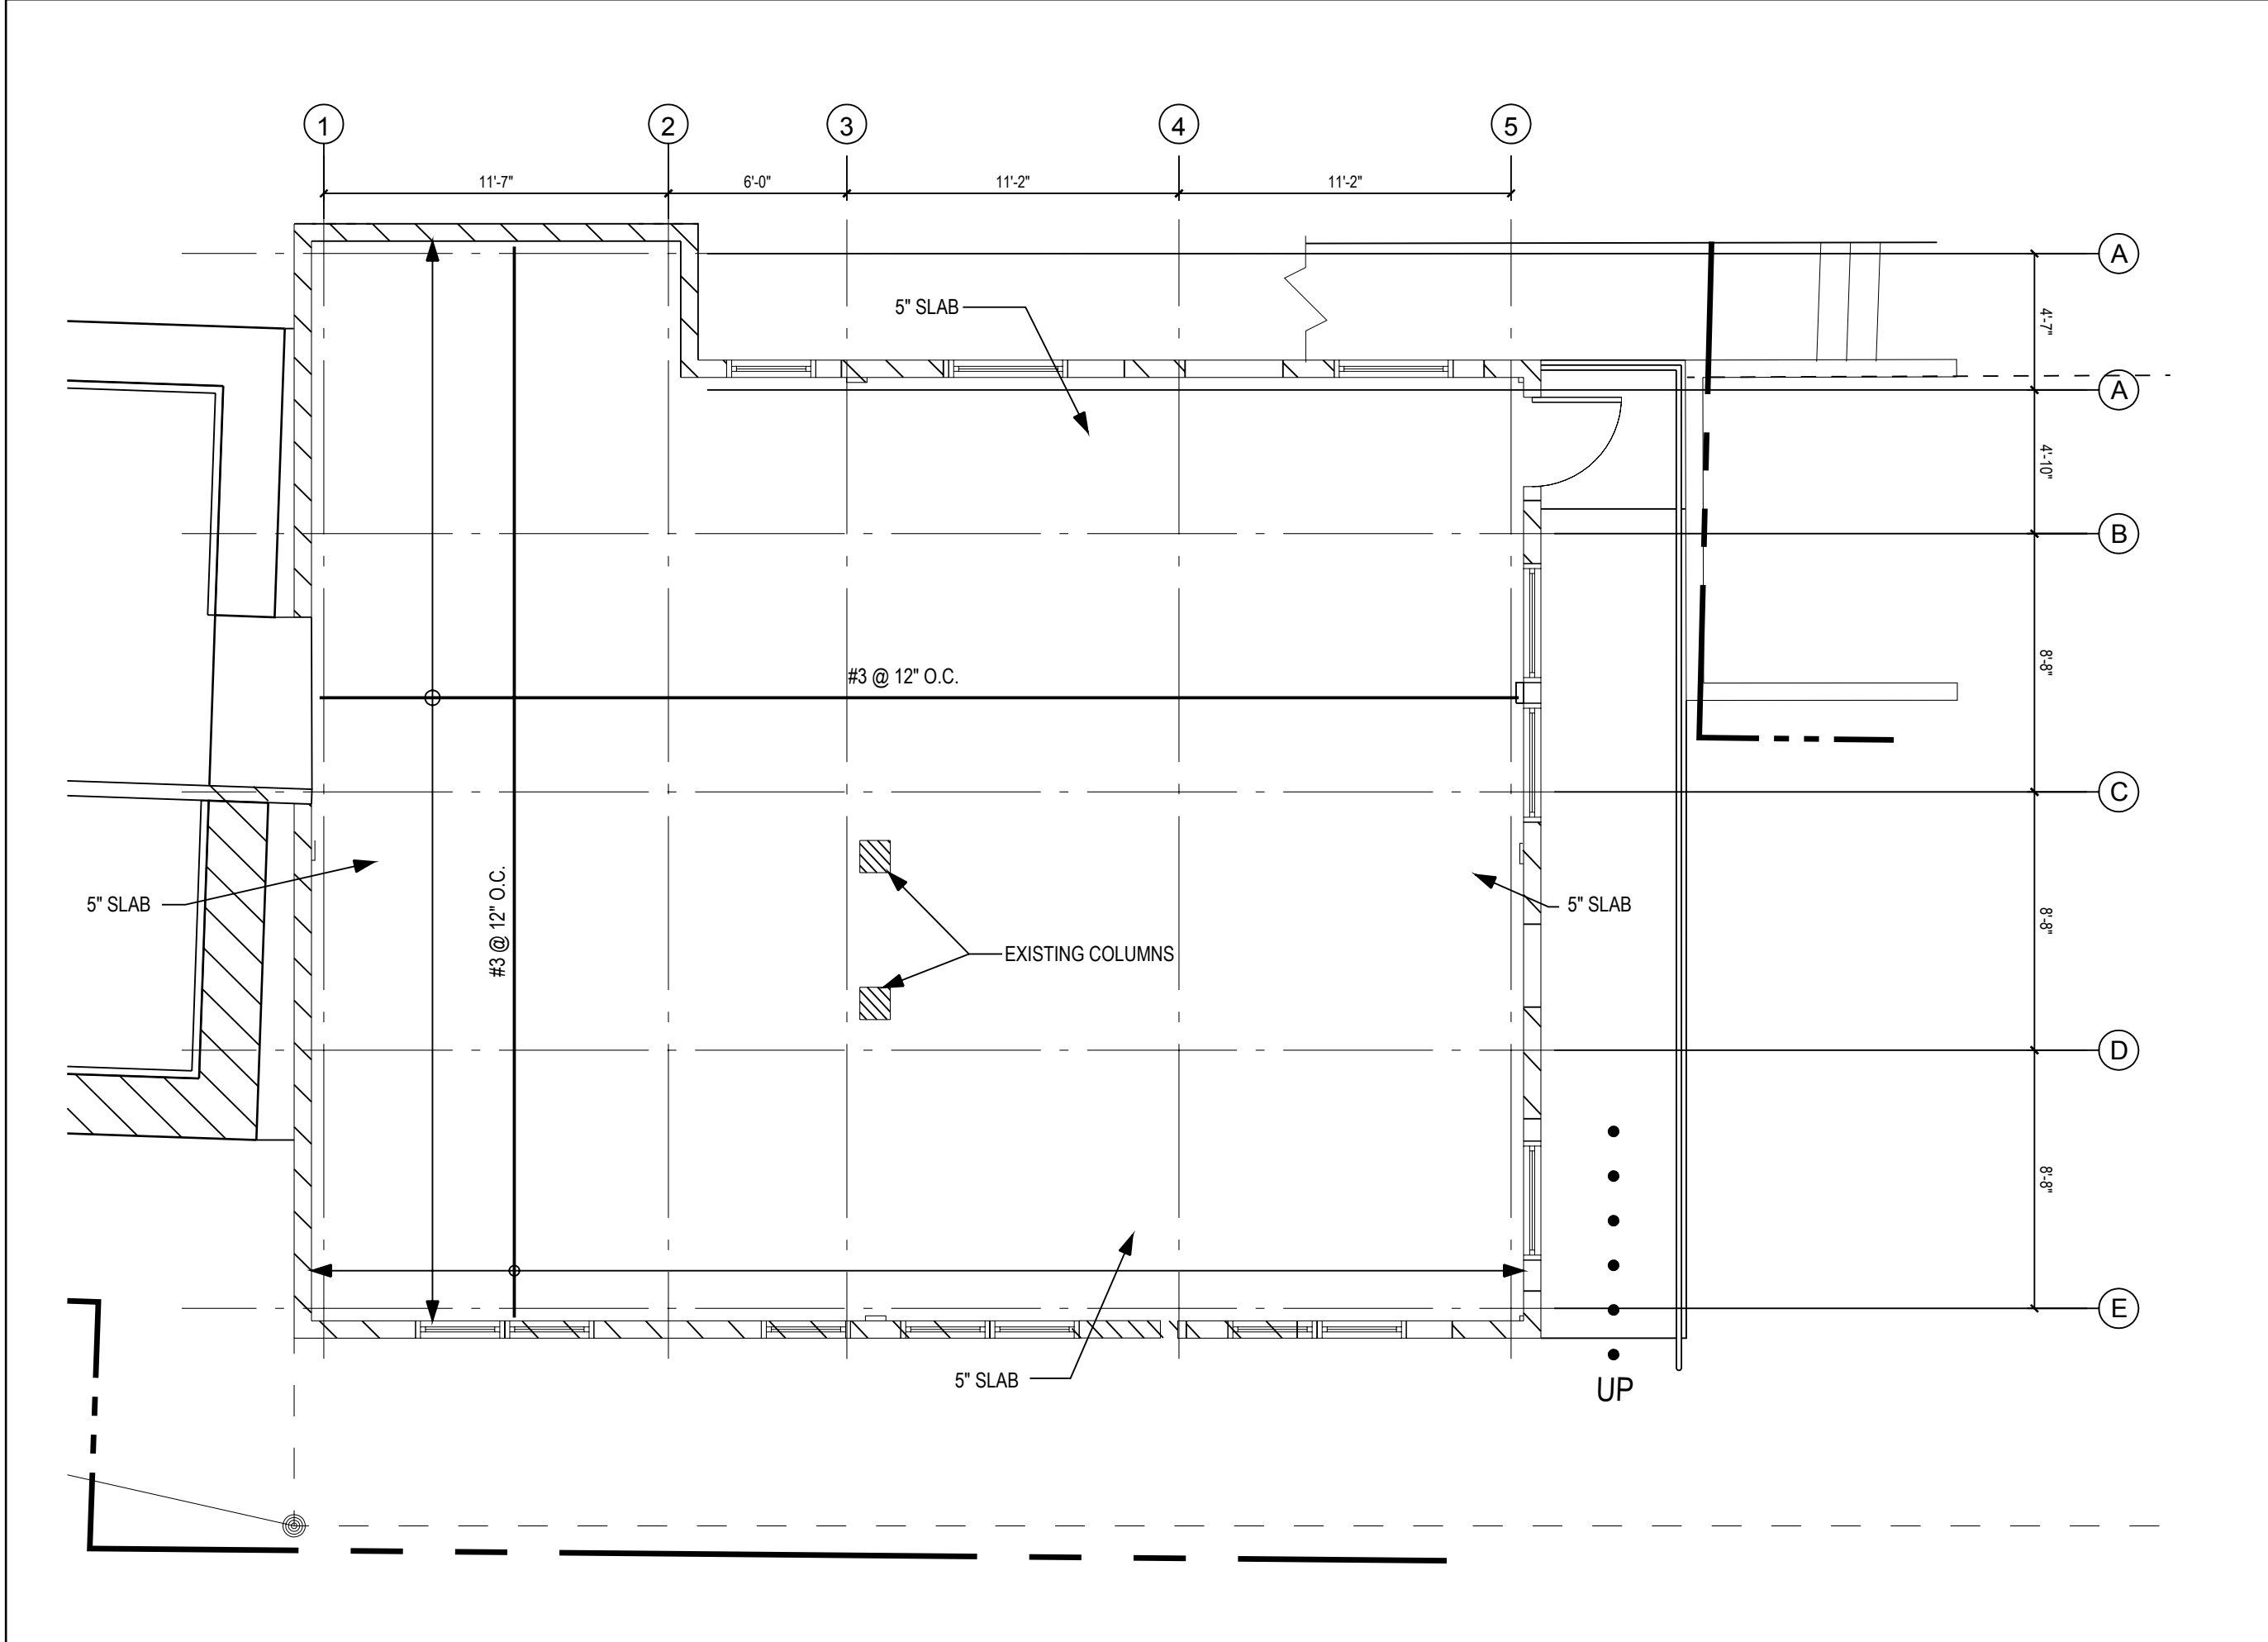 1
2
3
4
5
11'-7"
6'-0"
11'-2"
11'-2"
A
5" SLAB
4'-7"
A
4'-10"
B
8'-8"
#3 @ 12" O.C.
C
5" SLAB
#3 @ 12" O.C.
5" SLAB
8'-8"
EXISTING COLUMNS
D
8'-8"
E
5" SLAB
UP